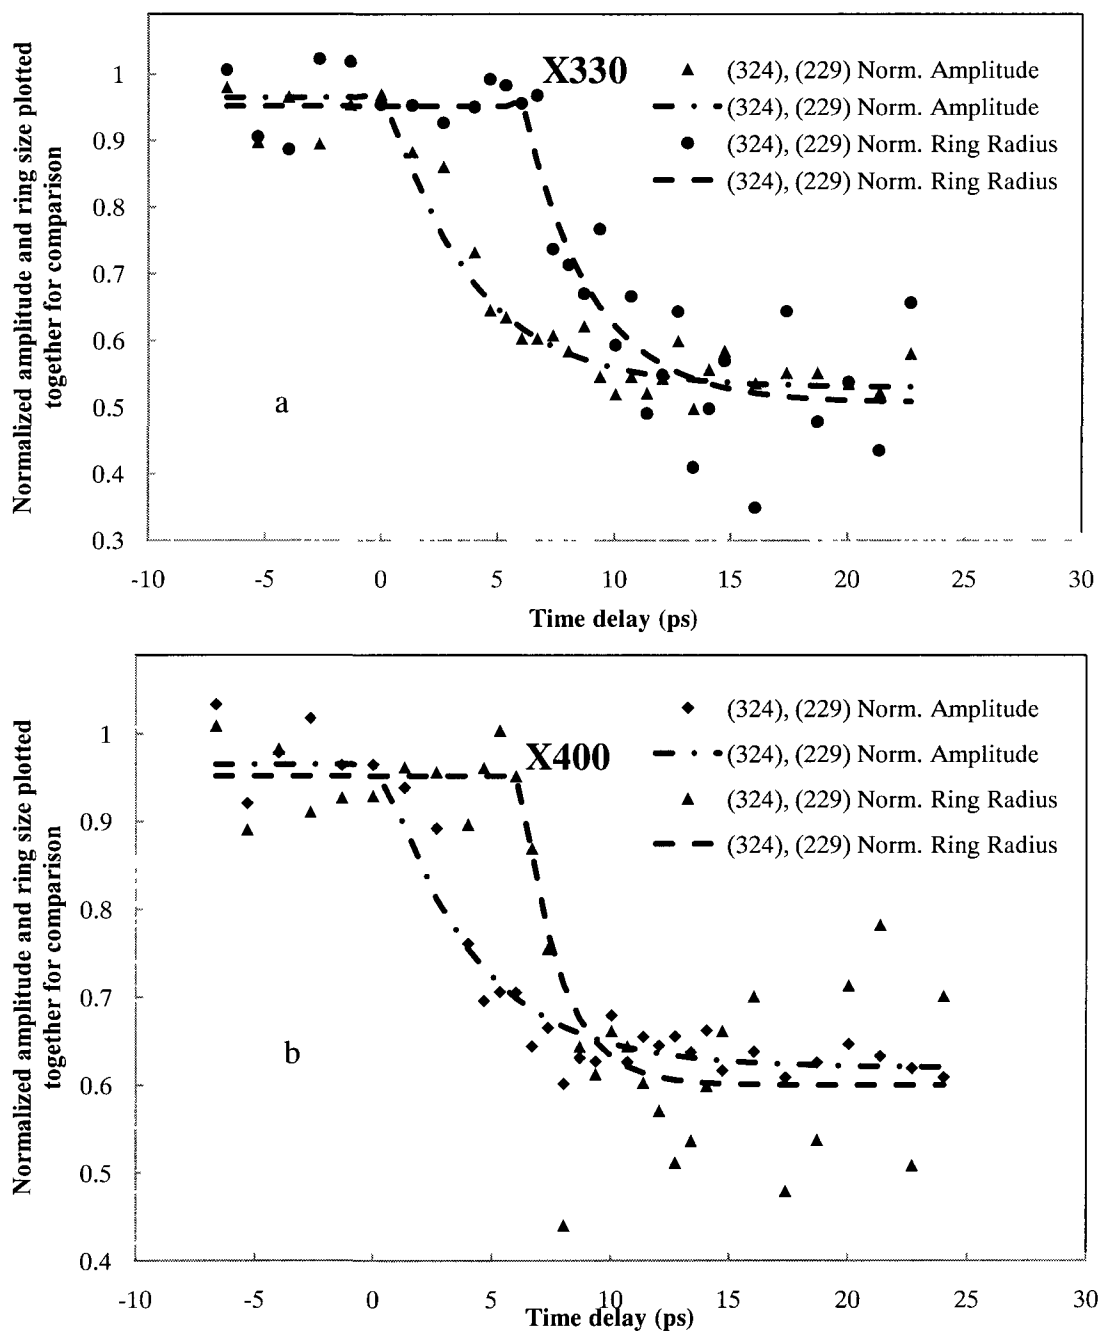 Normalized amplitude and ring size plotted
together for comparison
1
0.9
0.8
0.7
0.6
0.5
0.4
0.3
X330
(324), (229) Norm. Amplitude
(324), (229) Norm. Amplitude
(324), (229) Norm. Ring Radius
(324), (229) Norm. Ring Radius
a
-10 -5 0 5 10 15 20 25 30
Time delay (ps)
Normalized amplitude and ring size plotted
together for comparison
1
0.9
0.8
0.7
0.6
0.5
0.4
X400
(324), (229) Norm. Amplitude
(324), (229) Norm. Amplitude
(324), (229) Norm. Ring Radius
(324), (229) Norm. Ring Radius
b
-10 -5 0 5 10 15 20 25 30
Time delay (ps)